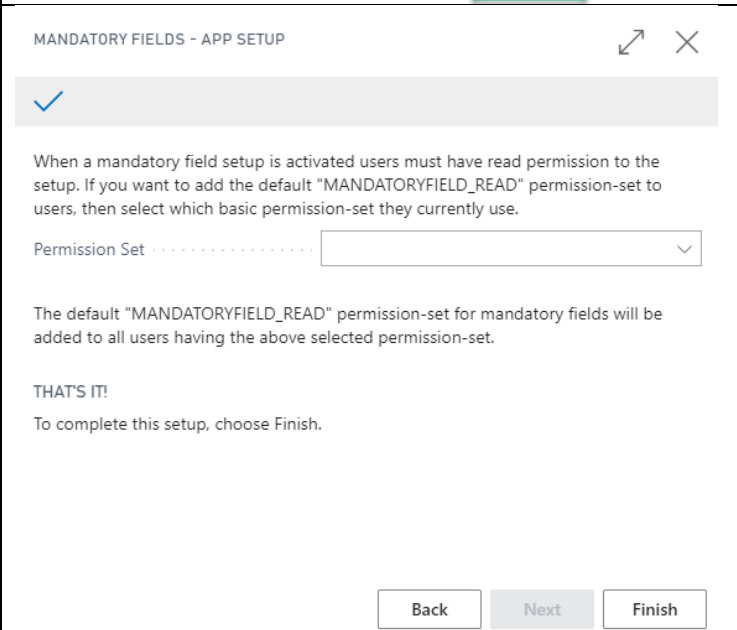 MANDATORY FIELDS - APP SETUP
When a mandatory field setup is activated users must have read permission to the
setup. If you want to add the default "MANDATORYFIELD_READ" permission-set to
users, then select which basic permission-set they currently use.
Permission Set
The default "MANDATORYFIELD_READ" permission-set for mandatory fields will be
added to all users having the above selected permission-set.
THAT'S IT!
To complete this setup, choose Finish.
Back Next Finish